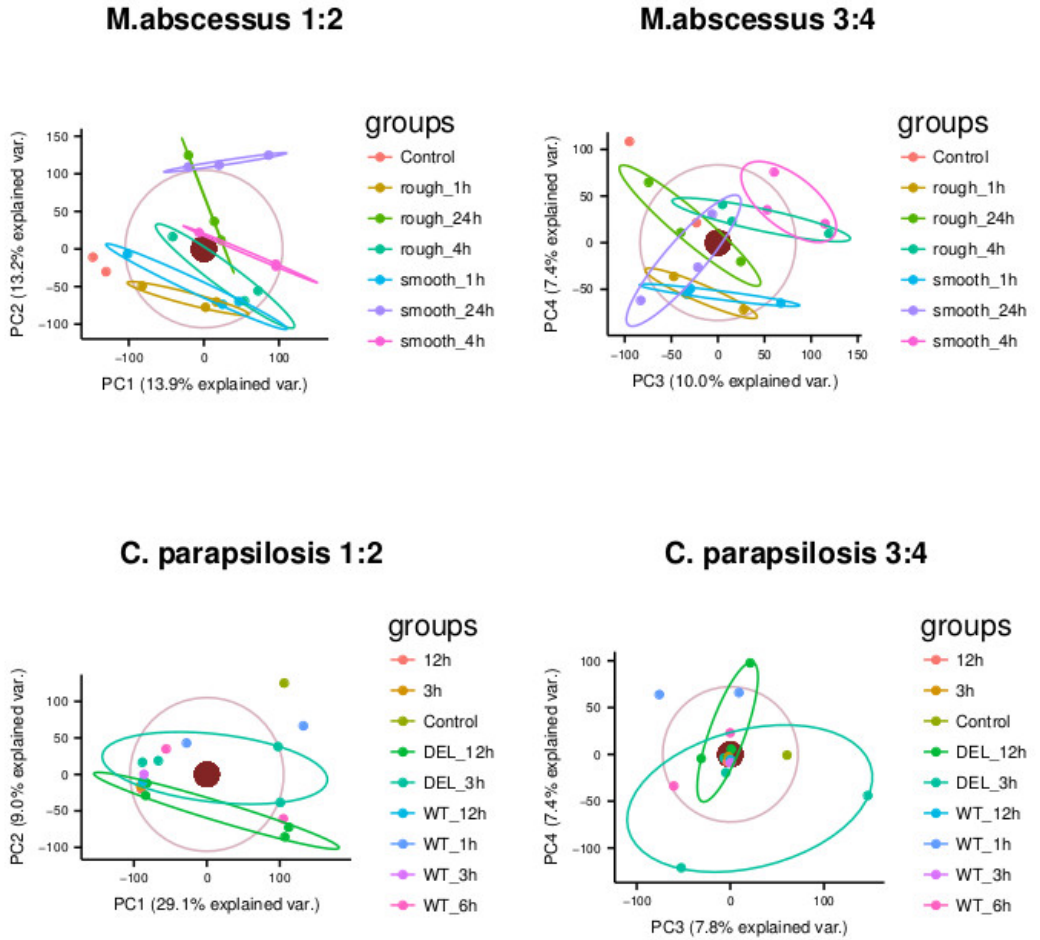 M.abscessus 1:2
M.abscessus 3:4
PC2 (13.2% explained var.)
150
100
50
0
−50
−100
−100
0
100
PC1 (13.9% explained var.)
groups
Control
rough_1h
rough_24h
rough_4h
smooth_1h
smooth_24h
smooth_4h
PC4 (7.4% explained var.)
100
50
0
−50
−100
−50
0
50
100
150
PC3 (10.0% explained var.)
groups
Control
rough_1h
rough_24h
rough_4h
smooth_1h
smooth_24h
smooth_4h
C. parapsilosis 1:2
C. parapsilosis 3:4
PC2 (9.0% explained var.)
100
50
0
−50
−100
−100
0
100
PC1 (29.1% explained var.)
groups
12h
3h
Control
DEL_12h
DEL_3h
WT_12h
WT_1h
WT_3h
WT_6h
PC4 (7.4% explained var.)
100
50
0
−50
−100
−100
0
100
PC3 (7.8% explained var.)
groups
12h
3h
Control
DEL_12h
DEL_3h
WT_12h
WT_1h
WT_3h
WT_6h